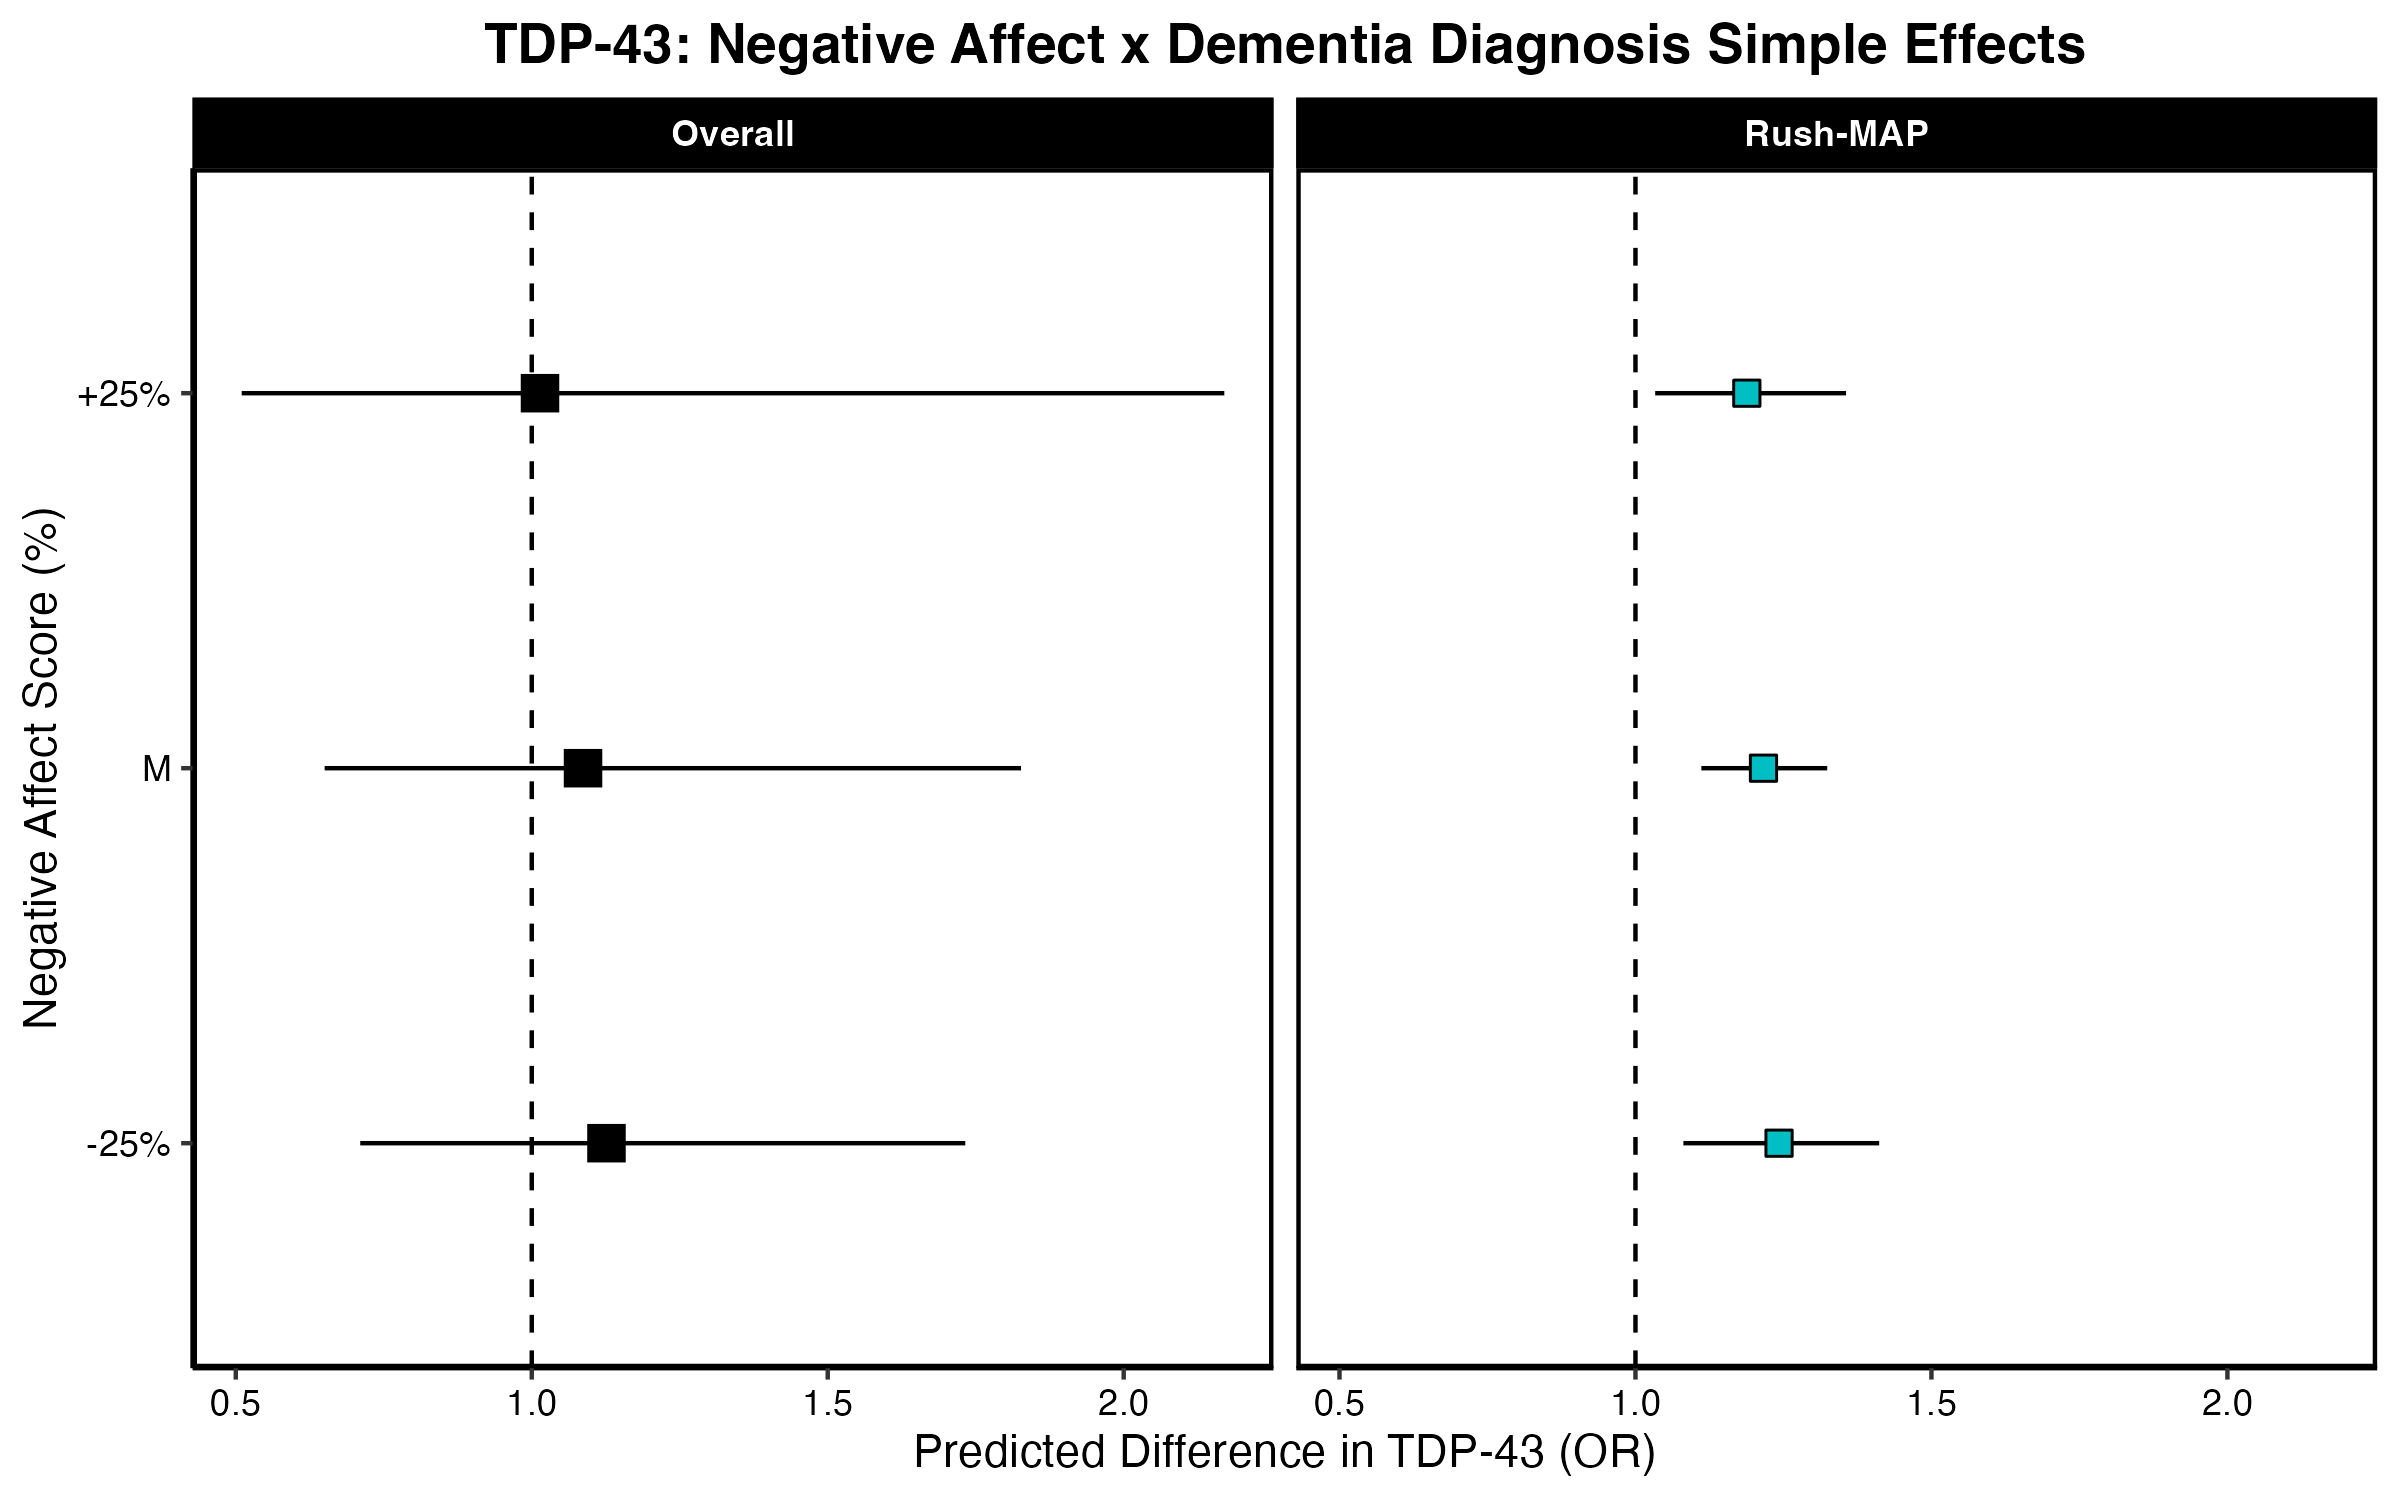 TDP-43: Negative Affect x Dementia Diagnosis Simple Effects
Overall
Rush-MAP
Negative Affect Score (%)
+25%
M
-25%
0.5 1.0 1.5 2.0
0.5 1.0 1.5 2.0
Predicted Difference in TDP-43 (OR)